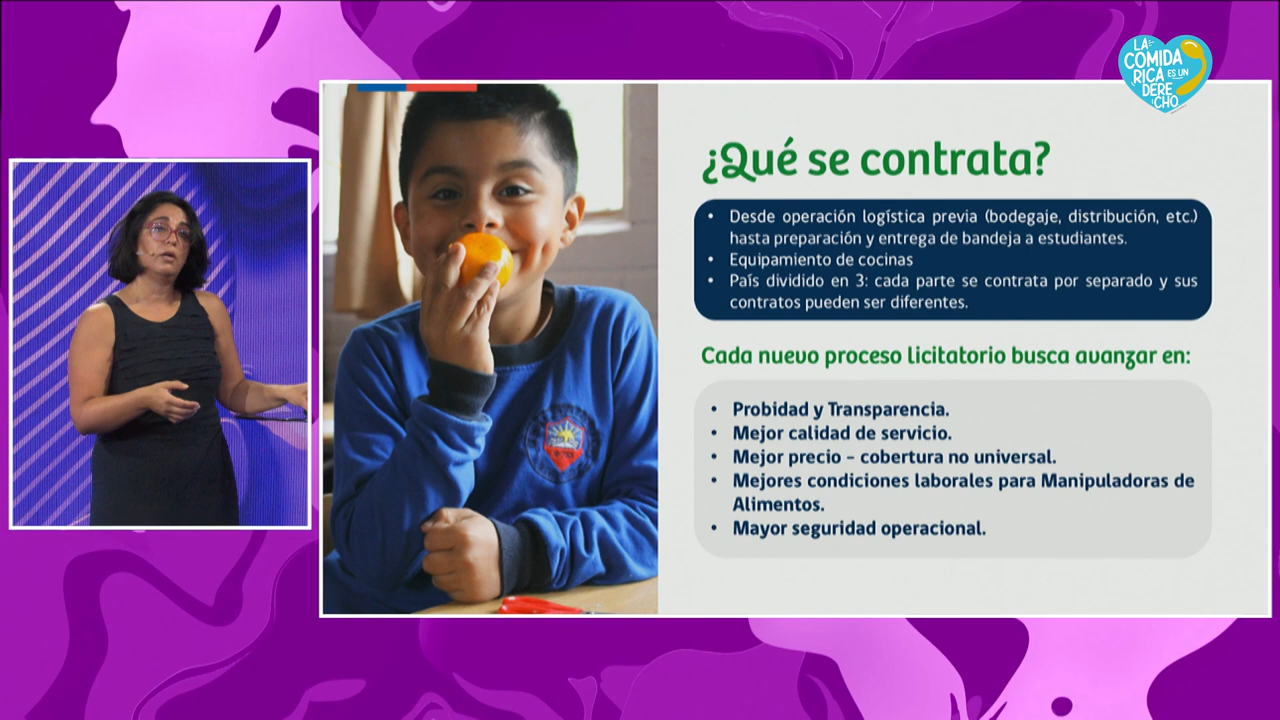 LA
COMIDA
RICA ES UN
DERE
CHO
¿Qué se contrata?
• Desde operación logística previa (bodegaje, distribución, etc.)
hasta preparación y entrega de bandeja a estudiantes.
• Equipamiento de cocinas
• País dividido en 3: cada parte se contrata por separado y sus
contratos pueden ser diferentes.
Cada nuevo proceso licitatorio busca avanzar en:
• Probidad y Transparencia.
• Mejor calidad de servicio.
• Mejor precio – cobertura no universal.
• Mejores condiciones laborales para Manipuladoras de
Alimentos.
• Mayor seguridad operacional.